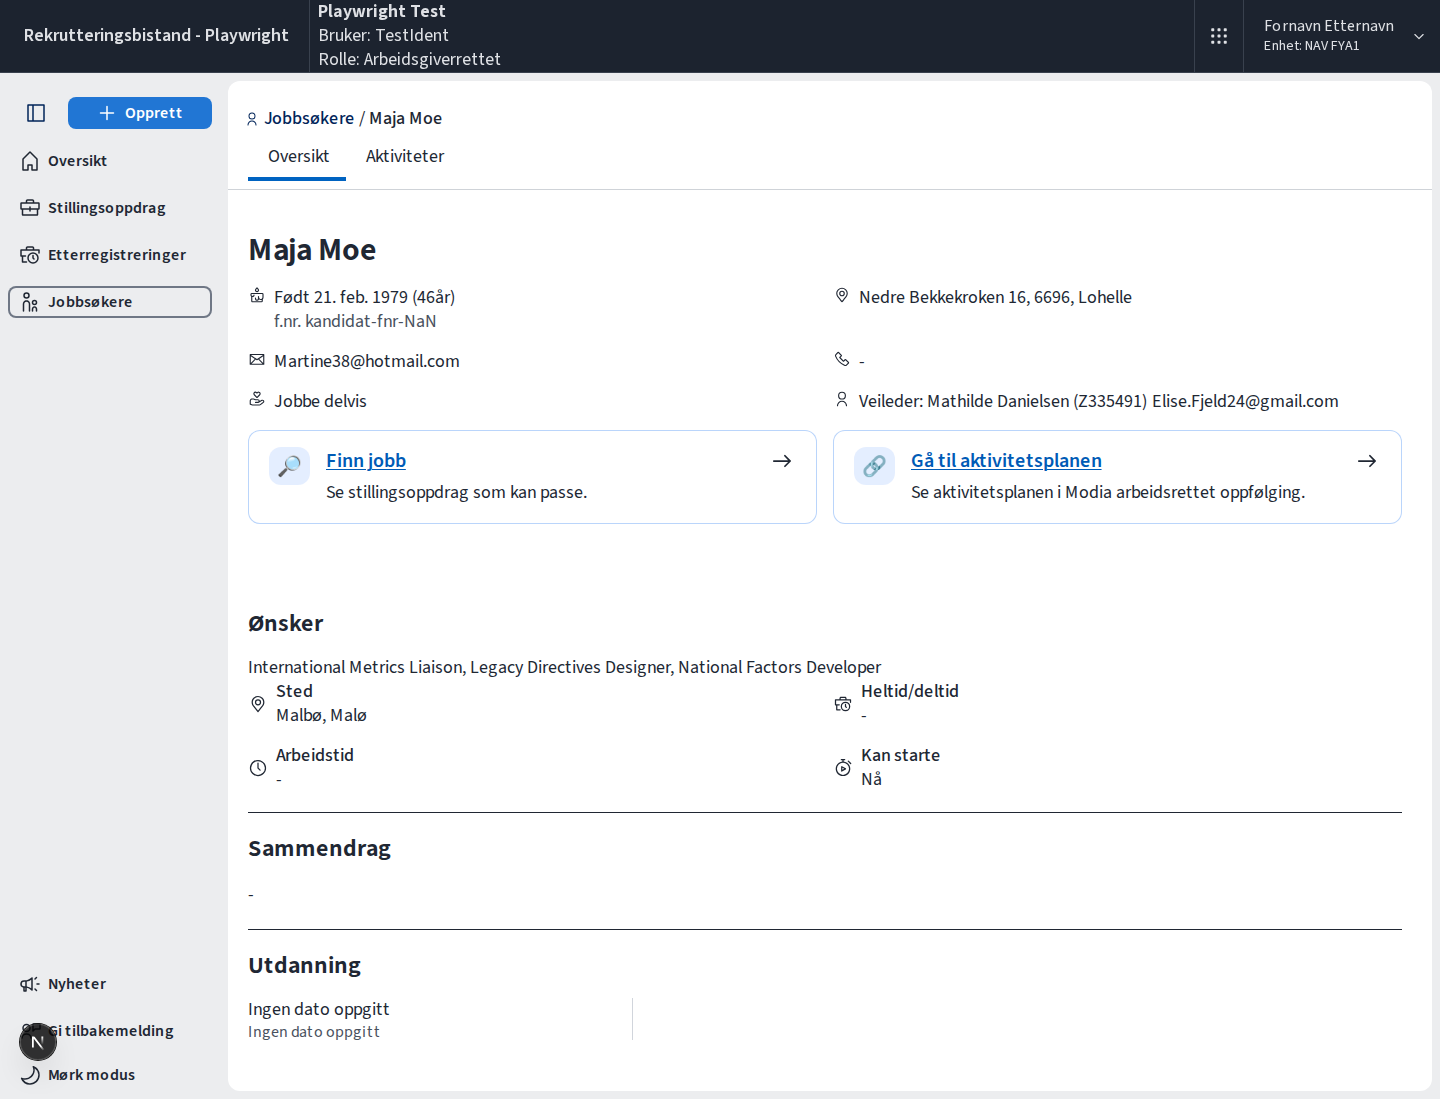 Rekrutteringsbistand - Playwright
Playwright Test
Bruker: TestIdent
Rolle: Arbeidsgiverrettet
Fornavn Etternavn
Enhet: NAV FYA1
Opprett
Oversikt
Stillingsoppdrag
Etterregistreringer
Jobbsøkere
Nyheter
Gi tilbakemelding
N
Mørk modus
Jobbsøkere / Maja Moe
Oversikt
Aktiviteter
Maja Moe
Født 21. feb. 1979 (46år)
f.nr. kandidat-fnr-NaN
Nedre Bekkekroken 16, 6696, Lohelle
Martine38@hotmail.com
-
Jobbe delvis
Veileder: Mathilde Danielsen (Z335491) Elise.Fjeld24@gmail.com
Finn jobb
Se stillingsoppdrag som kan passe.
Gå til aktivitetsplanen
Se aktivitetsplanen i Modia arbeidsrettet oppfølging.
Ønsker
International Metrics Liaison, Legacy Directives Designer, National Factors Developer
Sted
Malbø, Malø
Heltid/deltid
-
Arbeidstid
-
Kan starte
Nå
Sammendrag
-
Utdanning
Ingen dato oppgitt
Ingen dato oppgitt